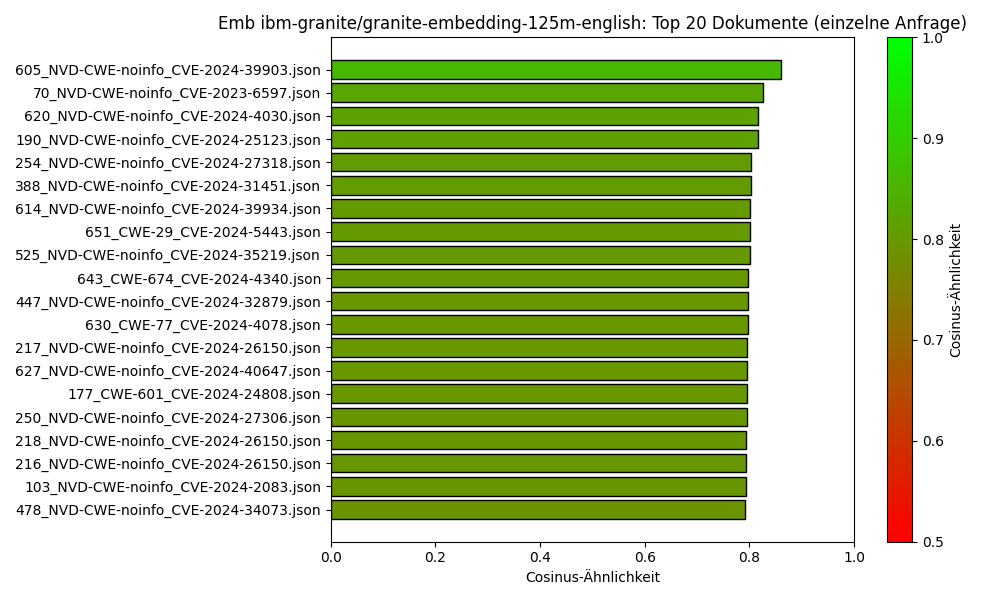 Emb ibm-granite/granite-embedding-125m-english: Top 20 Dokumente (einzelne Anfrage)
605_NVD-CWE-noinfo_CVE-2024-39903.json
70_NVD-CWE-noinfo_CVE-2023-6597.json
620_NVD-CWE-noinfo_CVE-2024-4030.json
190_NVD-CWE-noinfo_CVE-2024-25123.json
254_NVD-CWE-noinfo_CVE-2024-27318.json
388_NVD-CWE-noinfo_CVE-2024-31451.json
614_NVD-CWE-noinfo_CVE-2024-39934.json
651_CWE-29_CVE-2024-5443.json
525_NVD-CWE-noinfo_CVE-2024-35219.json
643_CWE-674_CVE-2024-4340.json
447_NVD-CWE-noinfo_CVE-2024-32879.json
630_CWE-77_CVE-2024-4078.json
217_NVD-CWE-noinfo_CVE-2024-26150.json
627_NVD-CWE-noinfo_CVE-2024-40647.json
177_CWE-601_CVE-2024-24808.json
250_NVD-CWE-noinfo_CVE-2024-27306.json
218_NVD-CWE-noinfo_CVE-2024-26150.json
216_NVD-CWE-noinfo_CVE-2024-26150.json
103_NVD-CWE-noinfo_CVE-2024-2083.json
478_NVD-CWE-noinfo_CVE-2024-34073.json
0.0 0.2 0.4 0.6 0.8 1.0
Cosinus-Ähnlichkeit
1.0
0.9
0.8
0.7
0.6
0.5
Cosinus-Ähnlichkeit